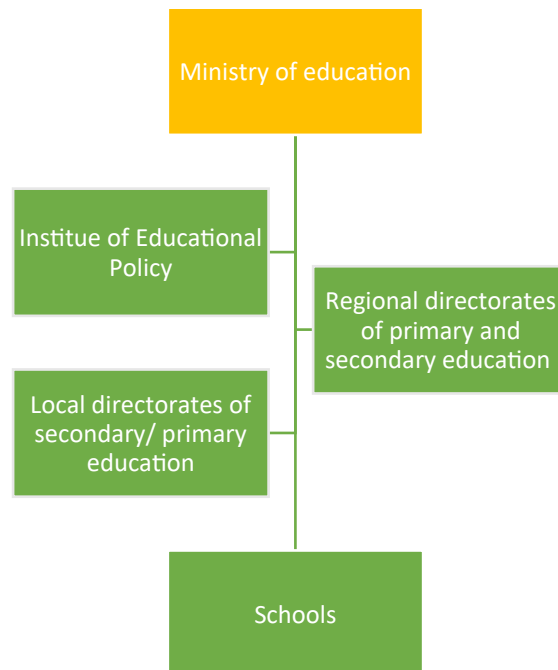 Ministry of education
Institue of Educational
Policy
Regional directorates
of primary and
secondary education
Local directorates of
secondary/ primary
education
Schools